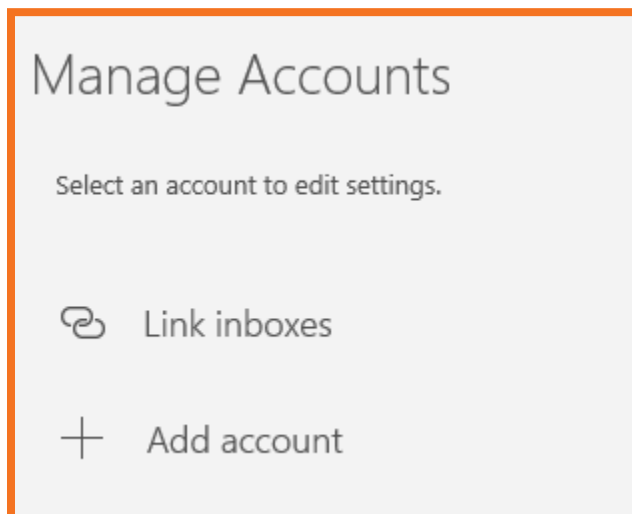 Manage Accounts
Select an account to edit settings.
Link inboxes
Add account